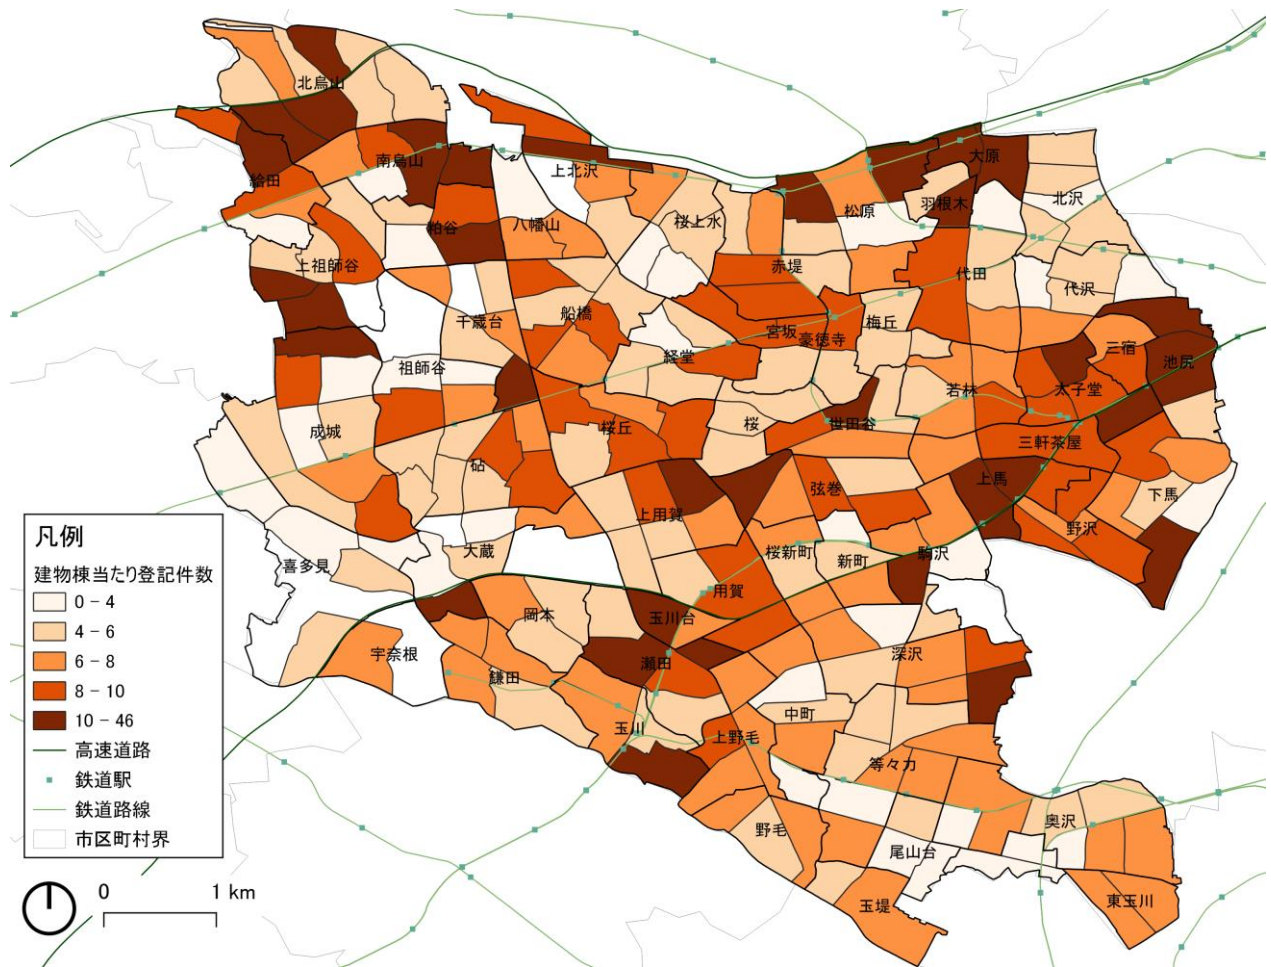 北烏山
南烏山
給田
上北沢
大原
松原
羽根木
北沢
粕谷
八幡山
桜上水
上祖師谷
赤堤
代田
代沢
千歳台
船橋
宮坂
豪徳寺
梅丘
三宿
池尻
祖師谷
経堂
若林
太子堂
成城
桜丘
桜
世田谷
三軒茶屋
砧
弦巻
上馬
下馬
上用賀
野沢
喜多見
大蔵
桜新町
新町
駒沢
用賀
岡本
玉川台
宇奈根
鎌田
瀬田
深沢
玉川
上野毛
中町
等々力
野毛
尾山台
奥沢
玉堤
東玉川
凡例
建物棟当たり登記件数
0 - 4
4 - 6
6 - 8
8 - 10
10 - 46
高速道路
鉄道駅
鉄道路線
市区町村界
0 1 km